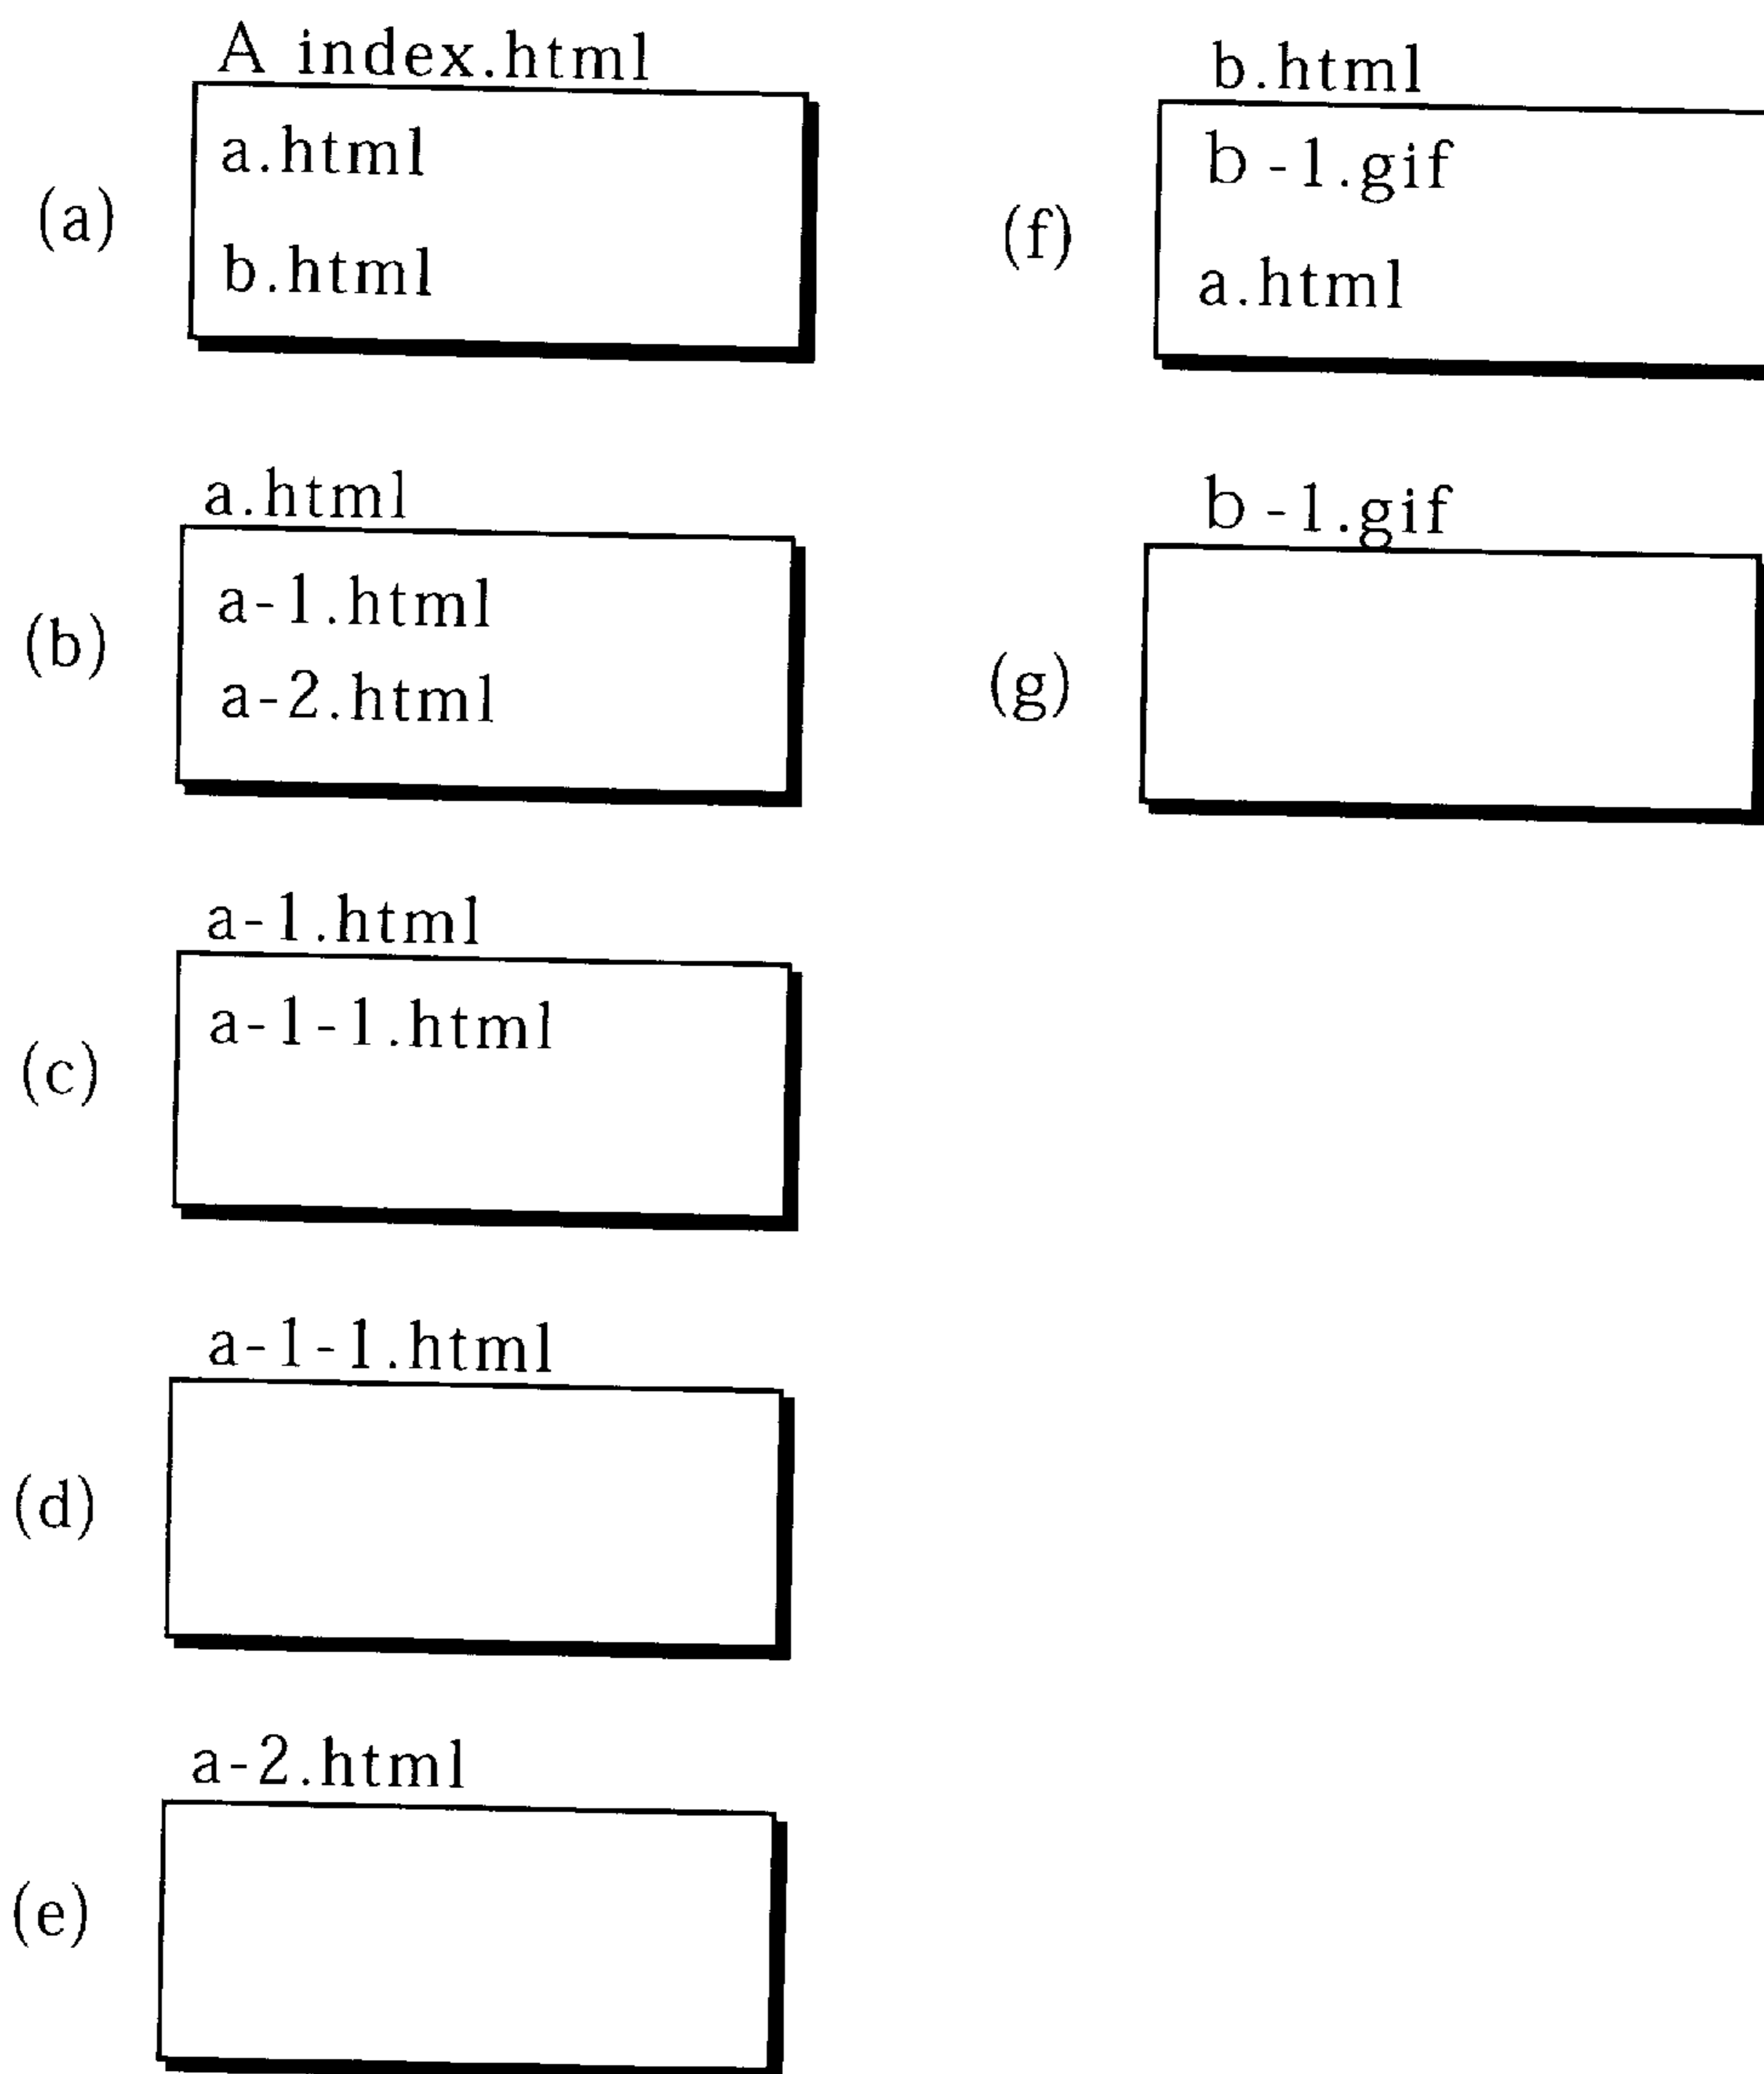 A index.html
(a)
a.html
b.html
a.html
(b)
a-1.html
a-2.html
a-1.html
(c)
a-1-1.html
a-1-1.html
(d)
a-2.html
(e)
b.html
(f)
b-1.gif
a.html
b-1.gif
(g)